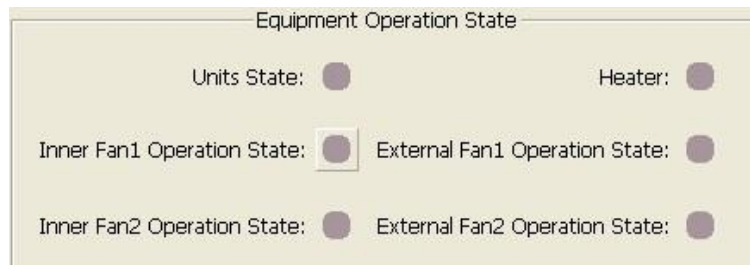 Equipment Operation State
Units State:
Heater:
Inner Fan1 Operation State:
External Fan1 Operation State:
Inner Fan2 Operation State:
External Fan2 Operation State: